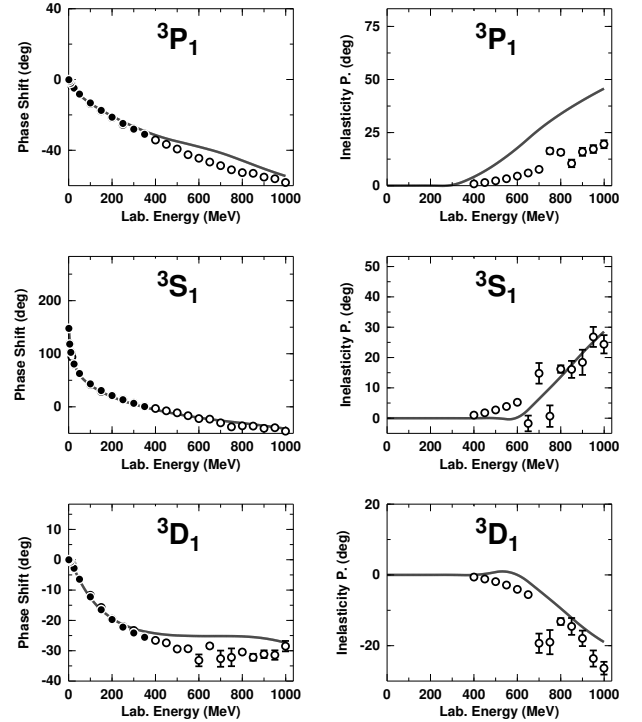 ³P₁
40
0
-40
Phase Shift (deg)
0 200 400 600 800 1000
Lab. Energy (MeV)
³P₁
75
50
25
0
Inelasticity P. (deg)
0 200 400 600 800 1000
Lab. Energy (MeV)
³S₁
200
100
0
Phase Shift (deg)
0 200 400 600 800 1000
Lab. Energy (MeV)
³S₁
50
40
30
20
10
0
Inelasticity P. (deg)
0 200 400 600 800 1000
Lab. Energy (MeV)
³D₁
10
0
-10
-20
-30
-40
Phase Shift (deg)
0 200 400 600 800 1000
Lab. Energy (MeV)
³D₁
20
0
-20
Inelasticity P. (deg)
0 200 400 600 800 1000
Lab. Energy (MeV)